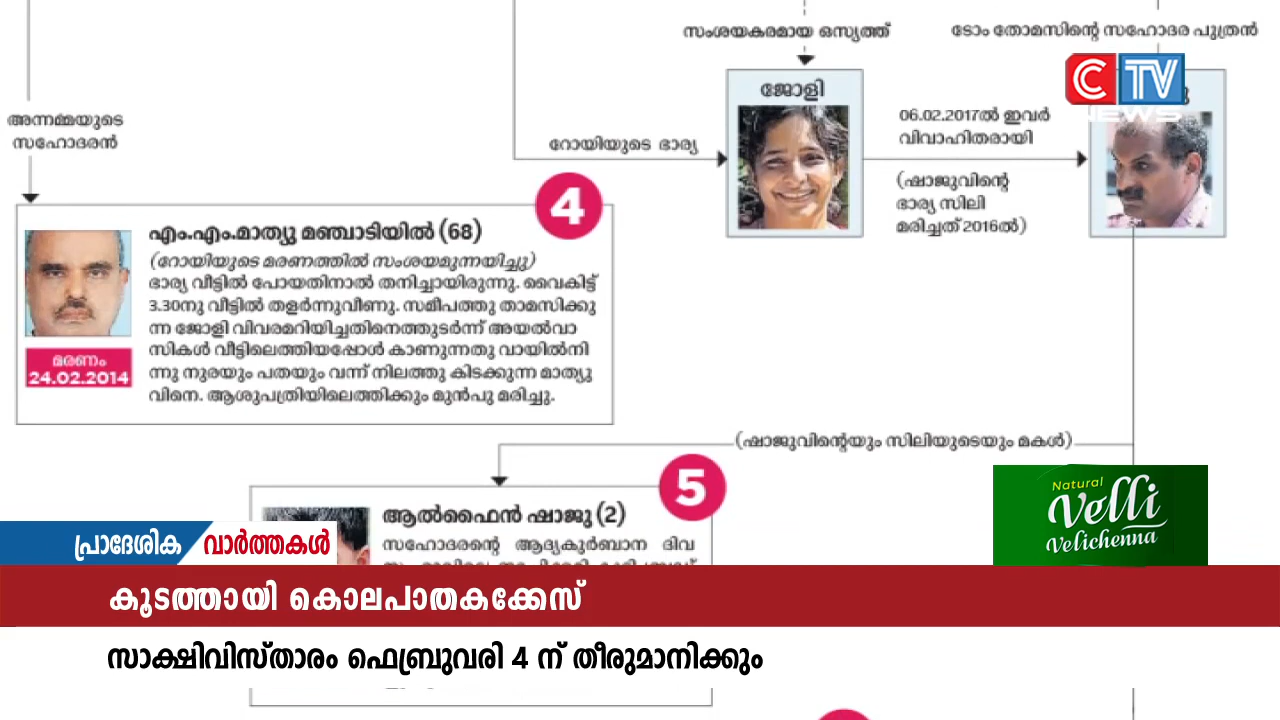 സംശയകരമായ ഒസ്യത്ത്
ടോം തോമസിന്റെ സഹോദര പുത്രൻ
C TV
NEWS
ജോളി
അന്നമ്മയുടെ
സഹോദരൻ
റോയിയുടെ ഭാര്യ
06.02.2017ൽ ഇവർ
വിവാഹിതരായി
(ഷാജുവിന്റെ
ഭാര്യ സിലി
മരിച്ചത് 2016ൽ)
4
എം.എം.മാത്യു മഞ്ചാടിയിൽ (68)
(റോയിയുടെ മരണത്തിൽ സംശയമുന്നയിച്ചു)
ഭാര്യ വീട്ടിൽ പോയതിനാൽ തനിച്ചായിരുന്നു. വൈകിട്ട്
3.30നു വീട്ടിൽ തളർന്നുവീണു. സമീപത്തു താമസിക്കു
ന്ന ജോളി വിവരമറിയിച്ചതിനെത്തുടർന്ന് അയൽവാ
സികൾ വീട്ടിലെത്തിയപ്പോൾ കാണുന്നതു വായിൽനി
ന്നു നുരയും പതയും വന്ന് നിലത്തു കിടക്കുന്ന മാത്യു
വിനെ. ആശുപത്രിയിലെത്തിക്കും മുൻപു മരിച്ചു.
മരണം
24.02.2014
(ഷാജുവിന്റെയും സിലിയുടെയും മകൾ)
5
ആൽഫൈൻ ഷാജു (2)
സഹോദരന്റെ ആദ്യകുർബാന ദിവ
Natural
Velli
Velichenna
പ്രാദേശിക വാർത്തകൾ
കൂടത്തായി കൊലപാതകക്കേസ്
സാക്ഷിവിസ്താരം ഫെബ്രുവരി 4 ന് തീരുമാനിക്കും